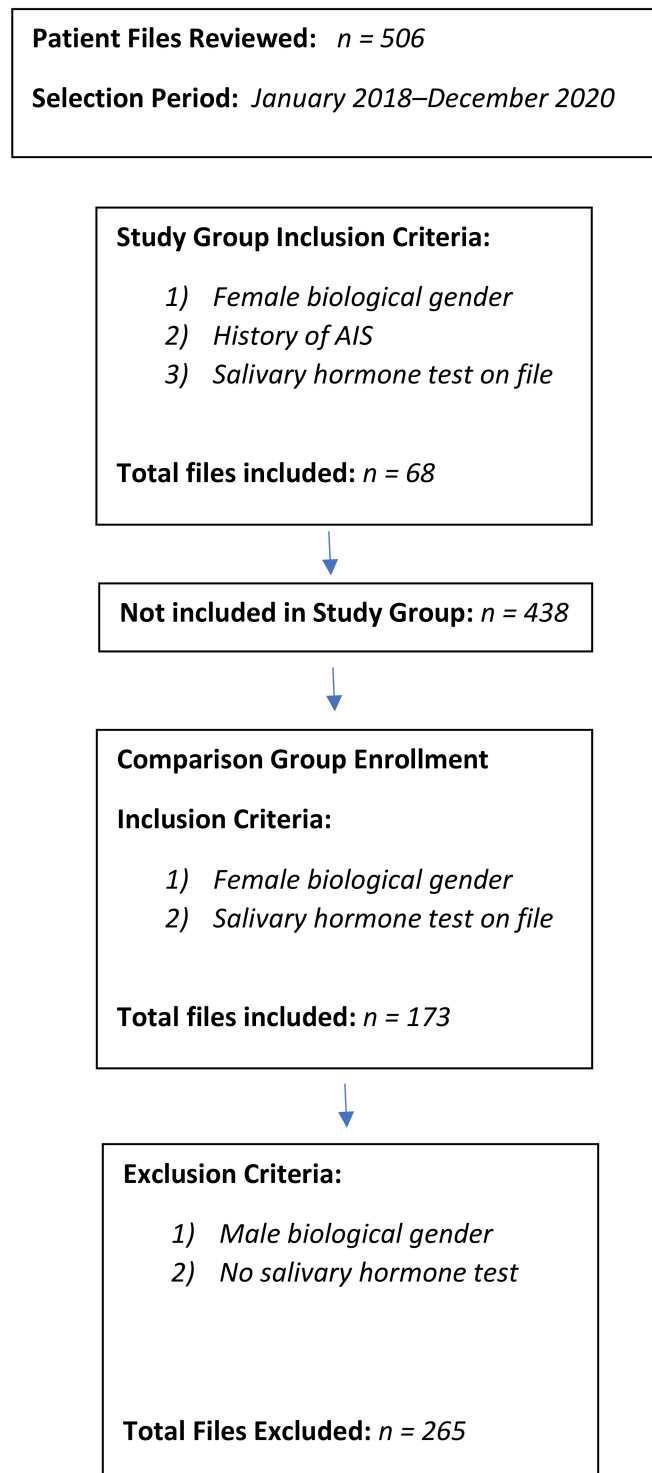 Patient Files Reviewed: n = 506
Selection Period: January 2018–December 2020
Study Group Inclusion Criteria:
1) Female biological gender
2) History of AIS
3) Salivary hormone test on file
Total files included: n = 68
Not included in Study Group: n = 438
Comparison Group Enrollment
Inclusion Criteria:
1) Female biological gender
2) Salivary hormone test on file
Total files included: n = 173
Exclusion Criteria:
1) Male biological gender
2) No salivary hormone test
Total Files Excluded: n = 265